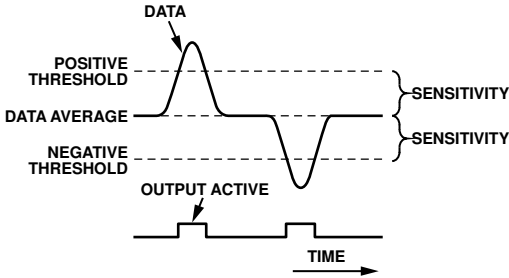 DATA
POSITIVE
THRESHOLD
SENSITIVITY
DATA AVERAGE
SENSITIVITY
NEGATIVE
THRESHOLD
OUTPUT ACTIVE
TIME